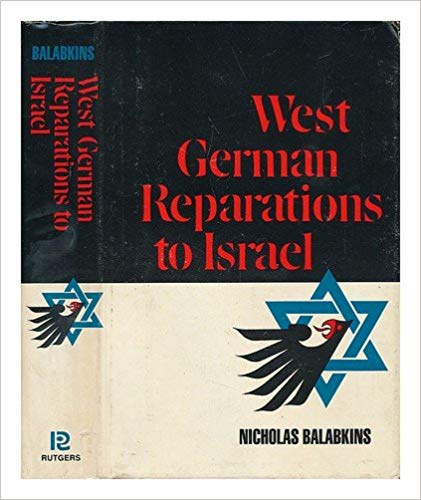 BALABKINS
West German
Reparations to
Israel
RUTGERS
West
German
Reparations
to Israel
NICHOLAS BALABKINS